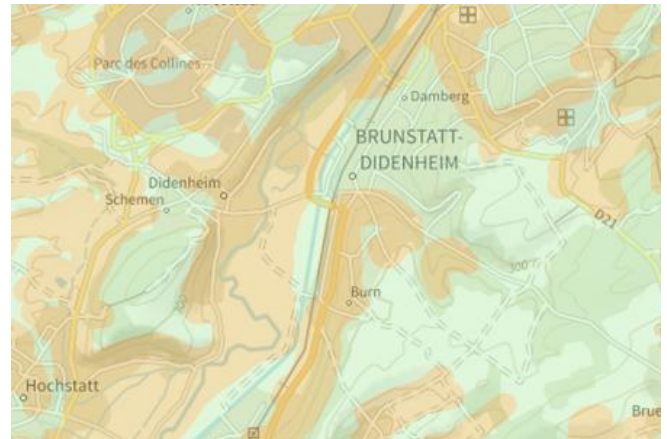 Parc des Collines
Damberg
BRUNSTATT-
DIDENHEIM
Didenheim
Schemen
D21
300 m
Burn
Hochstatt
Brue